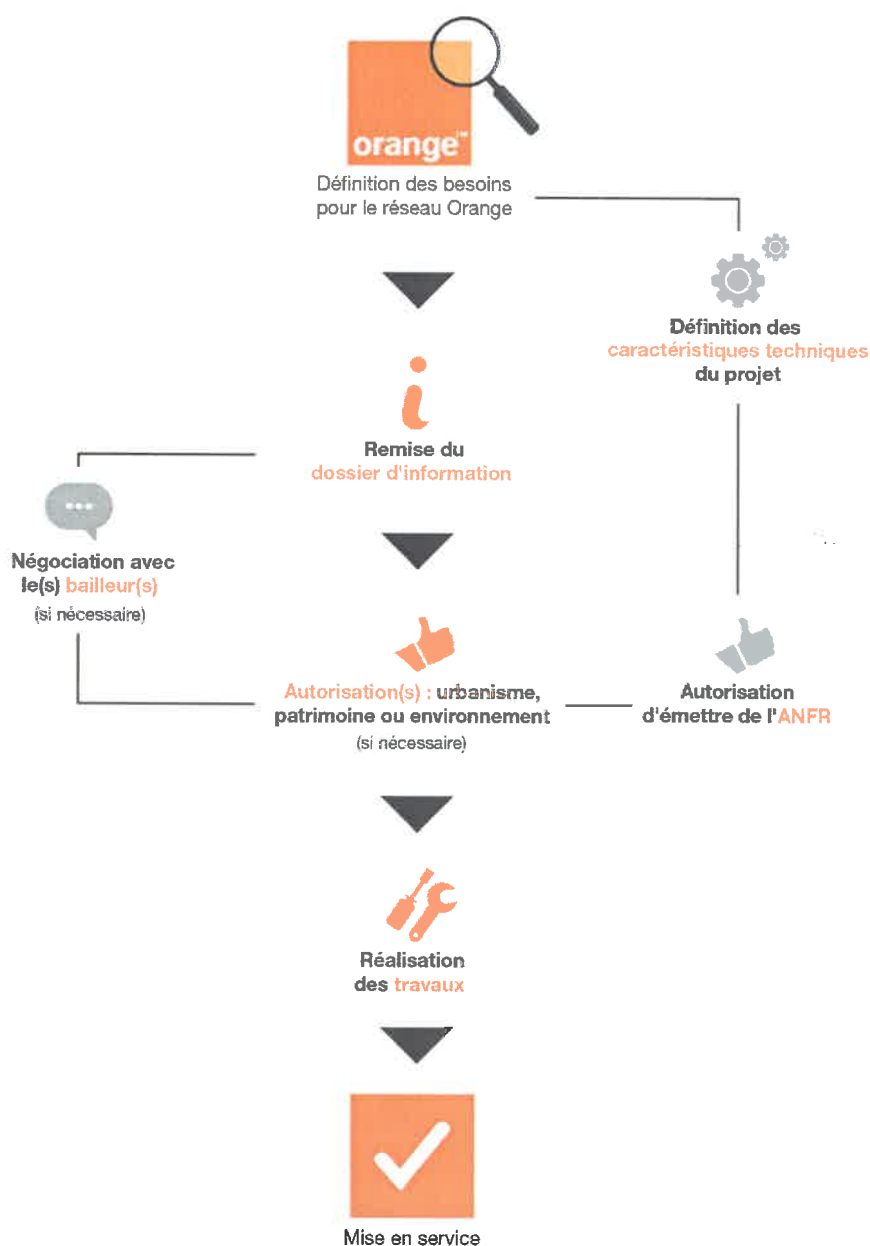 orange™
Définition des besoins
pour le réseau Orange
Définition des
caractéristiques techniques
du projet
Remise du
dossier d'information
Négociation avec
le(s) bailleur(s)
(si nécessaire)
Autorisation(s) : urbanisme,
patrimoine ou environnement
(si nécessaire)
Autorisation
d'émettre de l'ANFR
Réalisation
des travaux
Mise en service